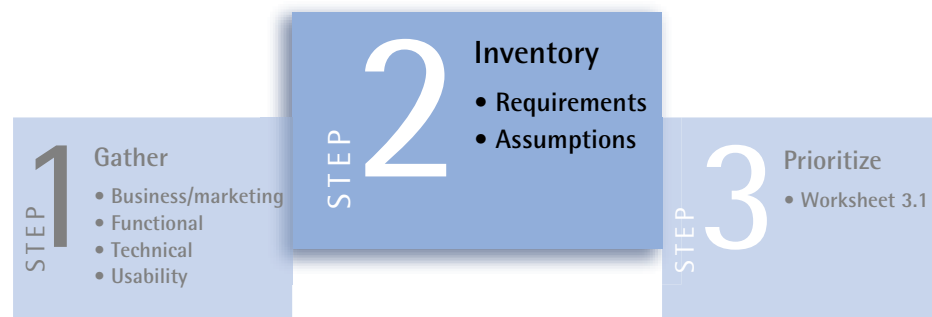 STEP 1
Gather
• Business/marketing
• Functional
• Technical
• Usability
STEP 2
Inventory
• Requirements
• Assumptions
STEP 3
Prioritize
• Worksheet 3.1